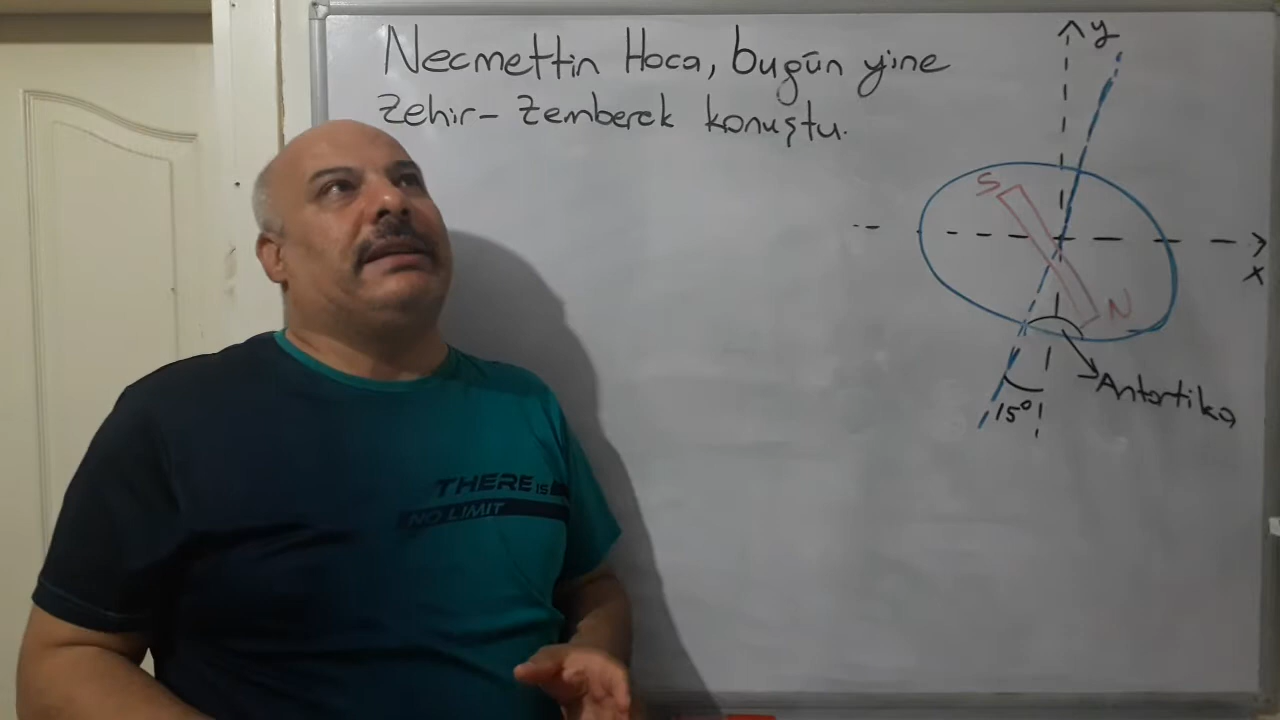 Necmettin Hoca, bugün yine
Zehir-Zemberek konuştu.
y
S
x
N
Antartika
15°
THERE IS
NO LIMIT